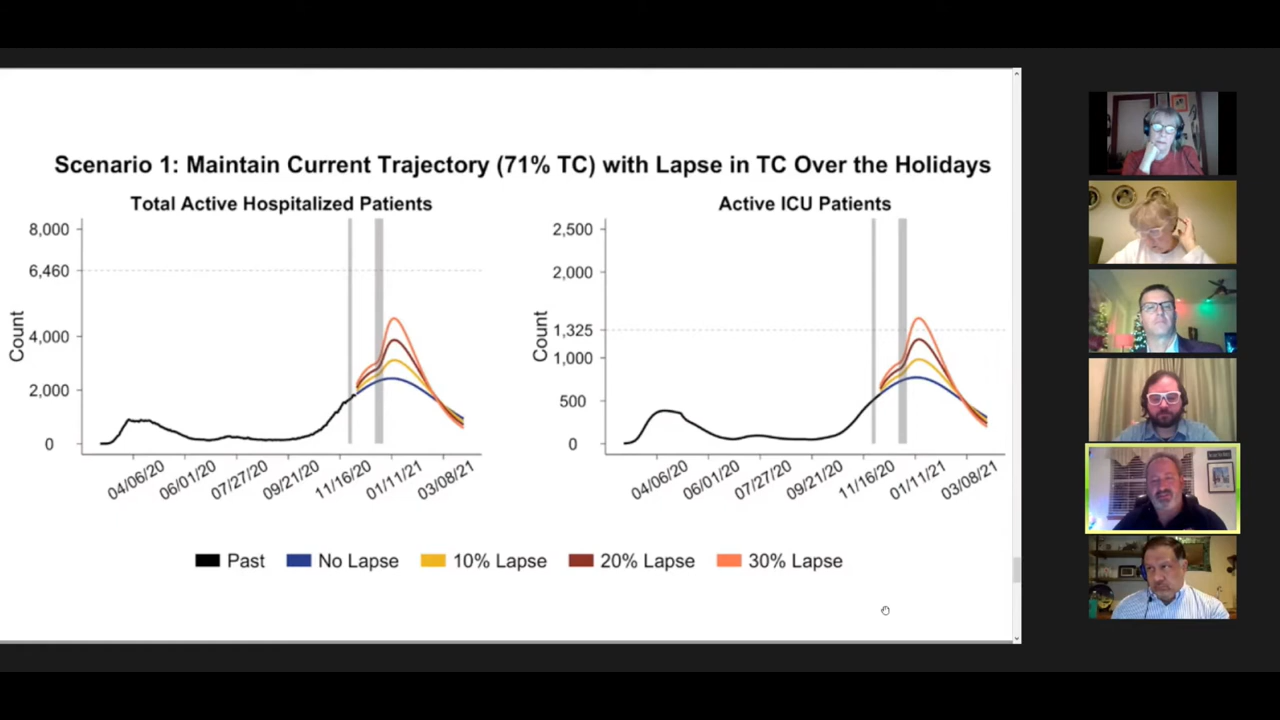 Scenario 1: Maintain Current Trajectory (71% TC) with Lapse in TC Over the Holidays
Total Active Hospitalized Patients
8,000
6,460
4,000
2,000
0
Count
04/06/20
06/01/20
07/27/20
09/21/20
11/16/20
01/11/21
03/08/21
Active ICU Patients
2,500
2,000
1,325
1,000
500
0
Count
04/06/20
06/01/20
07/27/20
09/21/20
11/16/20
01/11/21
03/08/21
Past
No Lapse
10% Lapse
20% Lapse
30% Lapse